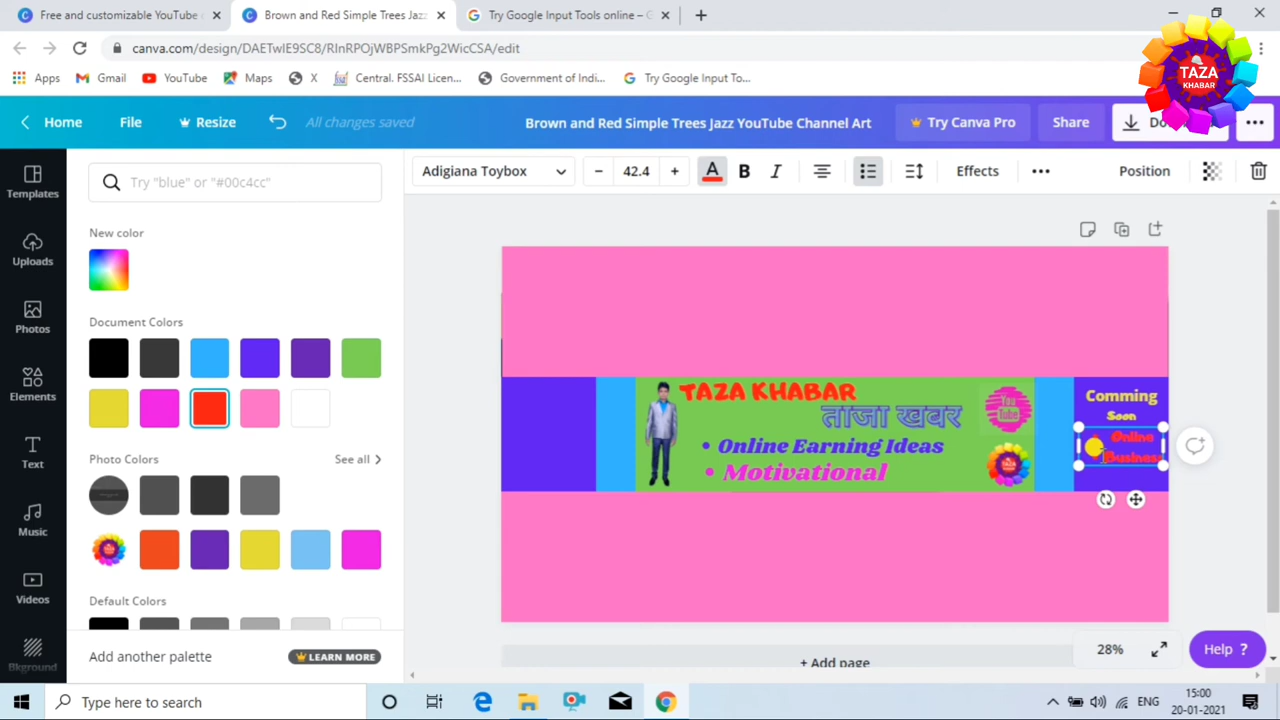 Free and customizable YouTube
Brown and Red Simple Trees Jazz
Try Google Input Tools online – G
canva.com/design/DAETwIE9SC8/RInRPOjWBPSmkPg2WicCSA/edit
Apps
Gmail
YouTube
Maps
X
Central. FSSAI Licen...
Government of Indi...
Try Google Input To...
TAZA
KHABAR
Home
File
Resize
All changes saved
Brown and Red Simple Trees Jazz YouTube Channel Art
Try Canva Pro
Share
Templates
Uploads
Photos
Elements
Text
Music
Videos
Bkground
Try "blue" or "#00c4cc"
New color
Document Colors
Photo Colors
See all
Default Colors
Add another palette
LEARN MORE
Adigiana Toybox
42.4
A
B
I
Effects
Position
TAZA KHABAR
ताजा खबर
• Online Earning Ideas
• Motivational
You
Tube
TAZA
Comming
Soon
Online
Business
+ Add page
28%
Help ?
Type here to search
ENG
15:00
20-01-2021